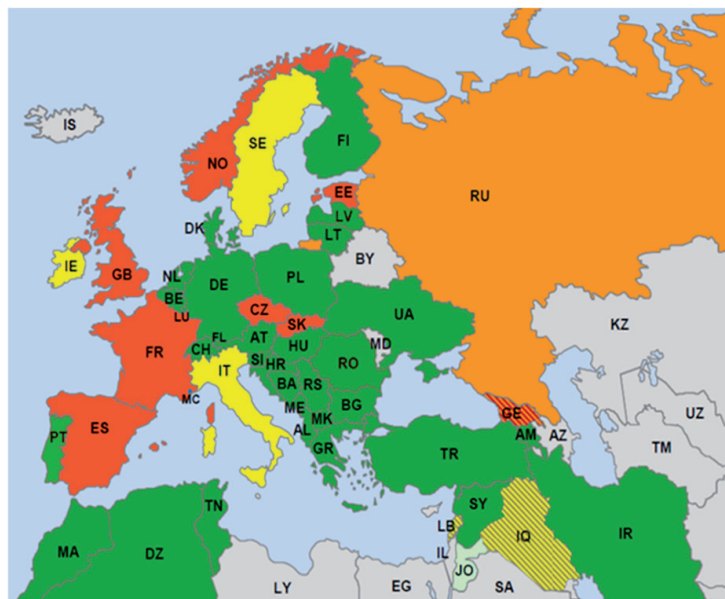 IS
NO
SE
FI
RU
EE
LV
LT
DK
BY
IE
GB
NL
DE
PL
BE
LU
CZ
SK
UA
KZ
FR
CH
FL
AT
HU
MD
RO
SI
HR
IT
BA
RS
MC
ME
BG
MK
AL
GR
PT
ES
GE
AM
AZ
UZ
TM
TR
TN
SY
LB
IQ
IR
MA
DZ
IL
JO
LY
EG
SA